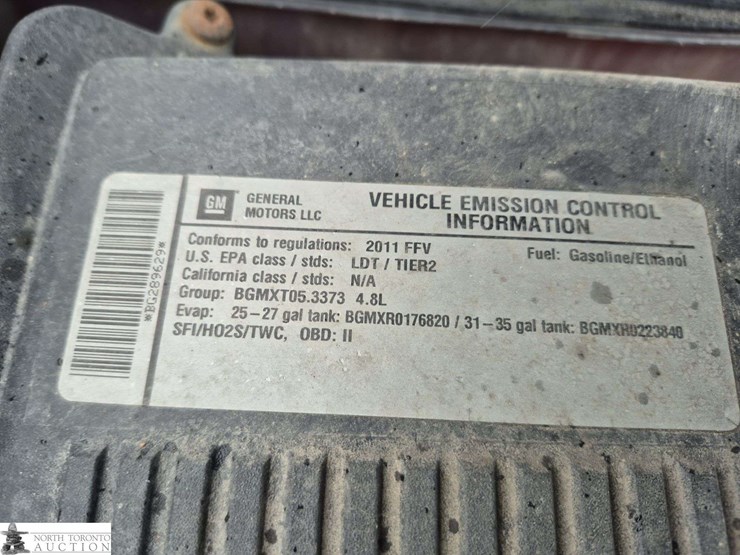 GM GENERAL MOTORS LLC
VEHICLE EMISSION CONTROL
INFORMATION
Conforms to regulations: 2011 FFV
Fuel: Gasoline/Ethanol
U.S. EPA class / stds: LDT / TIER2
California class / stds: N/A
Group: BGMXT05.3373 4.8L
Evap: 25-27 gal tank: BGMXR0176820 / 31-35 gal tank: BGMXR0223840
SFI/HO2S/TWC, OBD: II
*BG289629*
NORTH TORONTO
AUCTION